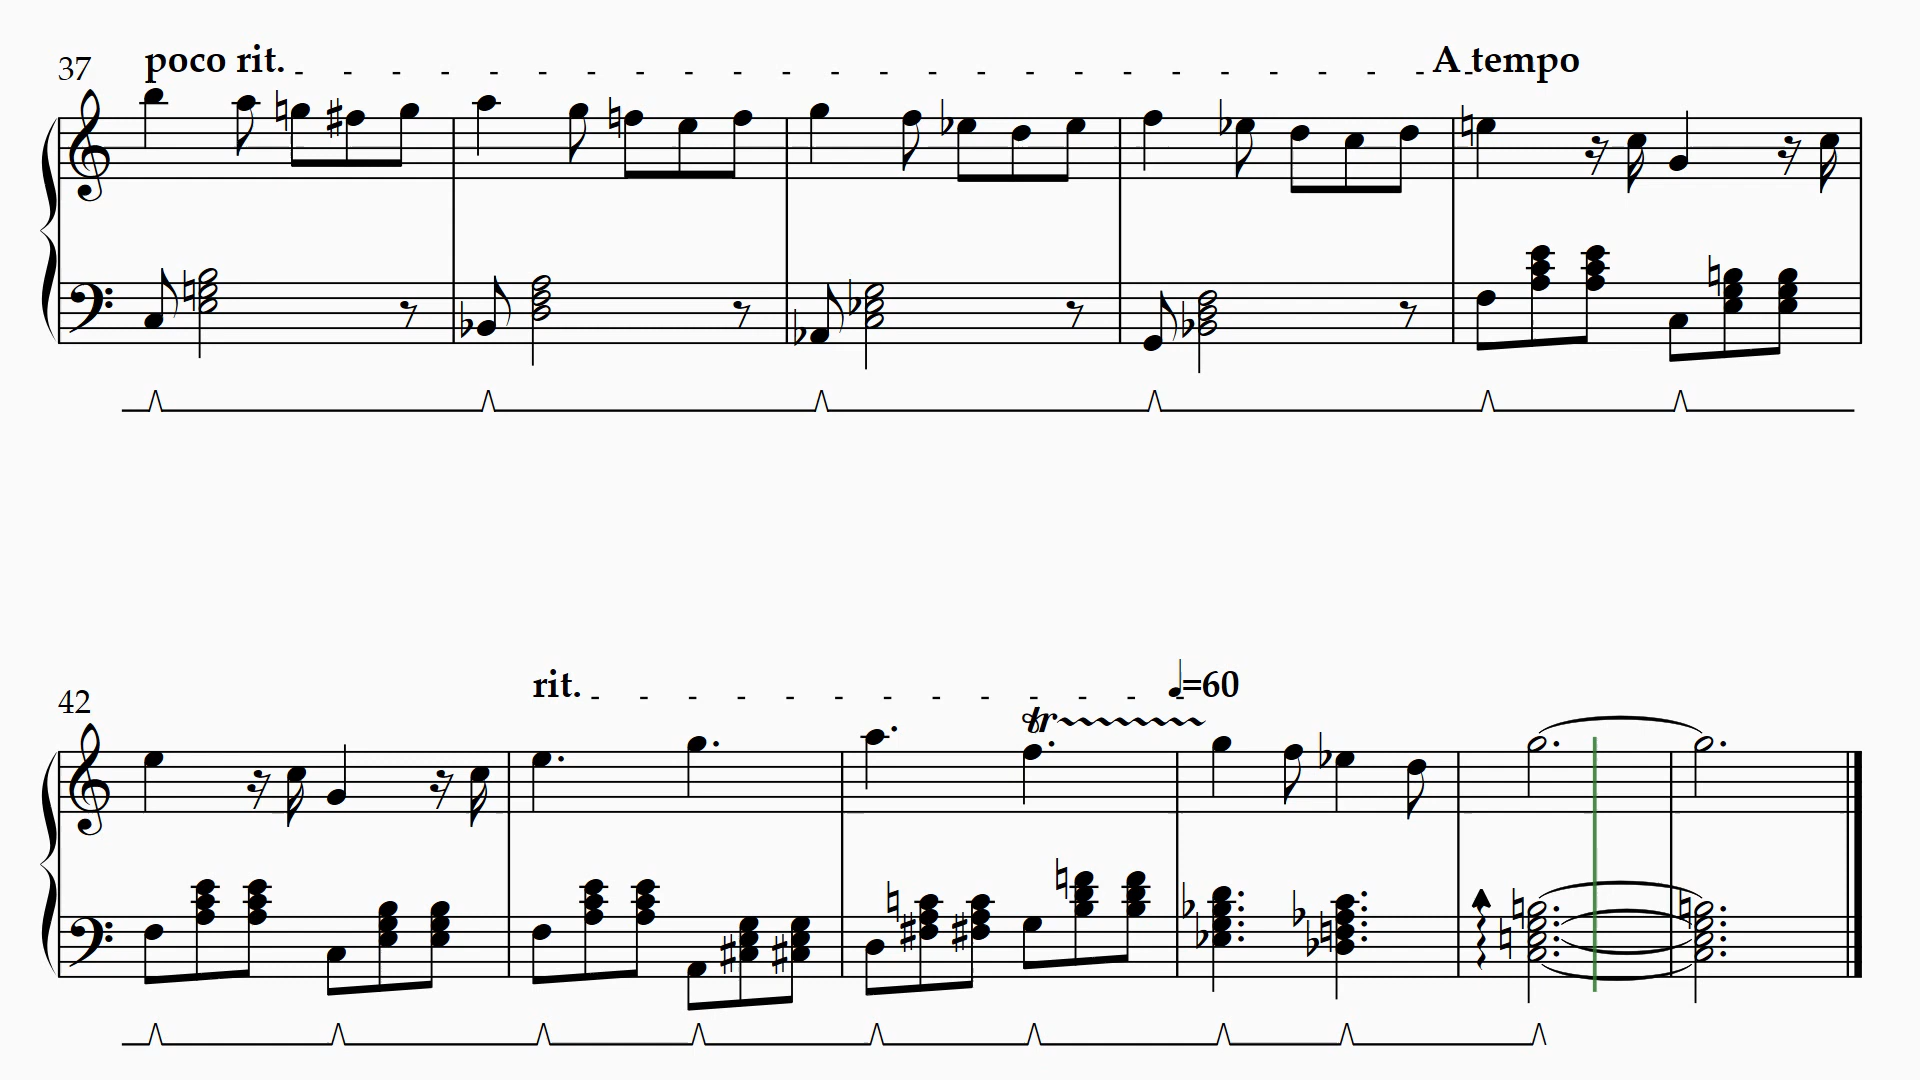 37 poco rit. A tempo
42 rit. ♩=60
tr